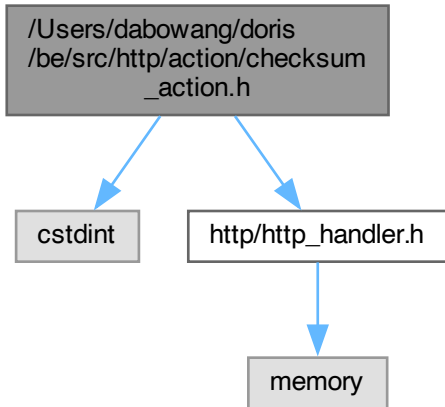 /Users/dabowang/doris
/be/src/http/action/checksum
_action.h
cstdint
http/http_handler.h
memory